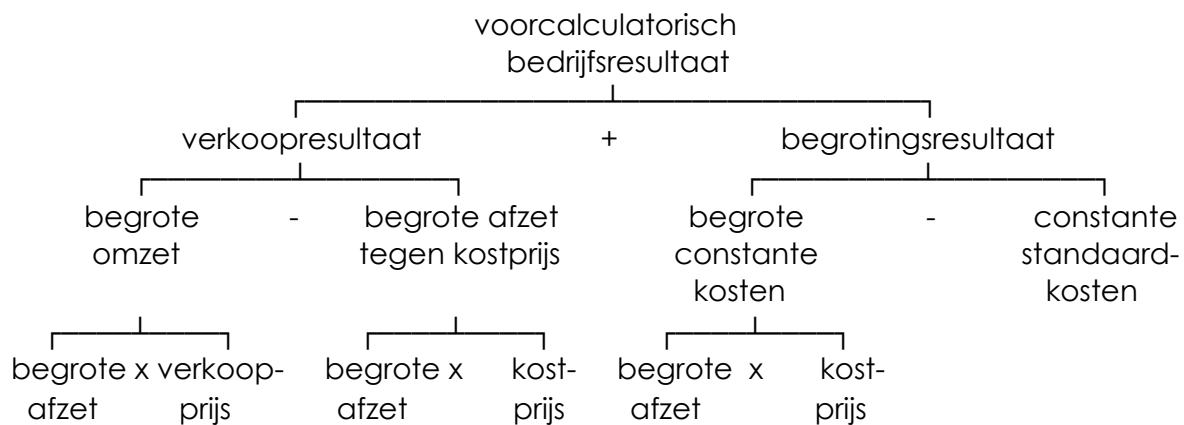 voorcalculatorisch
bedrijfsresultaat
verkoopresultaat + begrotingsresultaat
begrote - begrote afzet begrote - constante
omzet tegen kostprijs constante standaard-
kosten kosten
begrote x verkoop- begrote x kost- begrote x kost-
afzet prijs afzet prijs afzet prijs